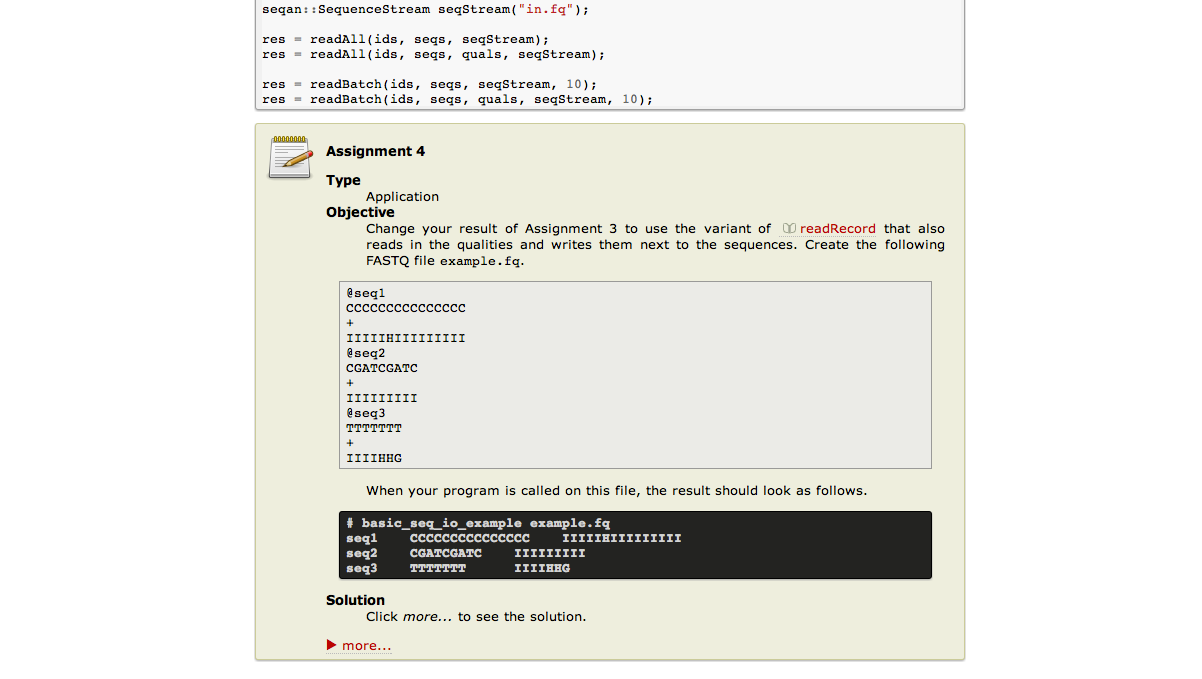 seqan::SequenceStream seqStream("in.fq");
res = readAll(ids, seqs, seqStream);
res = readAll(ids, seqs, quals, seqStream);
res = readBatch(ids, seqs, seqStream, 10);
res = readBatch(ids, seqs, quals, seqStream, 10);
Assignment 4
Type
Application
Objective
Change your result of Assignment 3 to use the variant of readRecord that also
reads in the qualities and writes them next to the sequences. Create the following
FASTQ file example.fq.
@seq1
CCCCCCCCCCCCCCC
+
IIIIIHIIIIIIIII
@seq2
CGATCGATC
+
IIIIIIIII
@seq3
TTTTTTT
+
IIIIHHG
When your program is called on this file, the result should look as follows.
# basic_seq_io_example example.fq
seq1    CCCCCCCCCCCCCCC    IIIIIHIIIIIIIII
seq2    CGATCGATC    IIIIIIIII
seq3    TTTTTTT      IIIIHHG
Solution
Click more... to see the solution.
more...